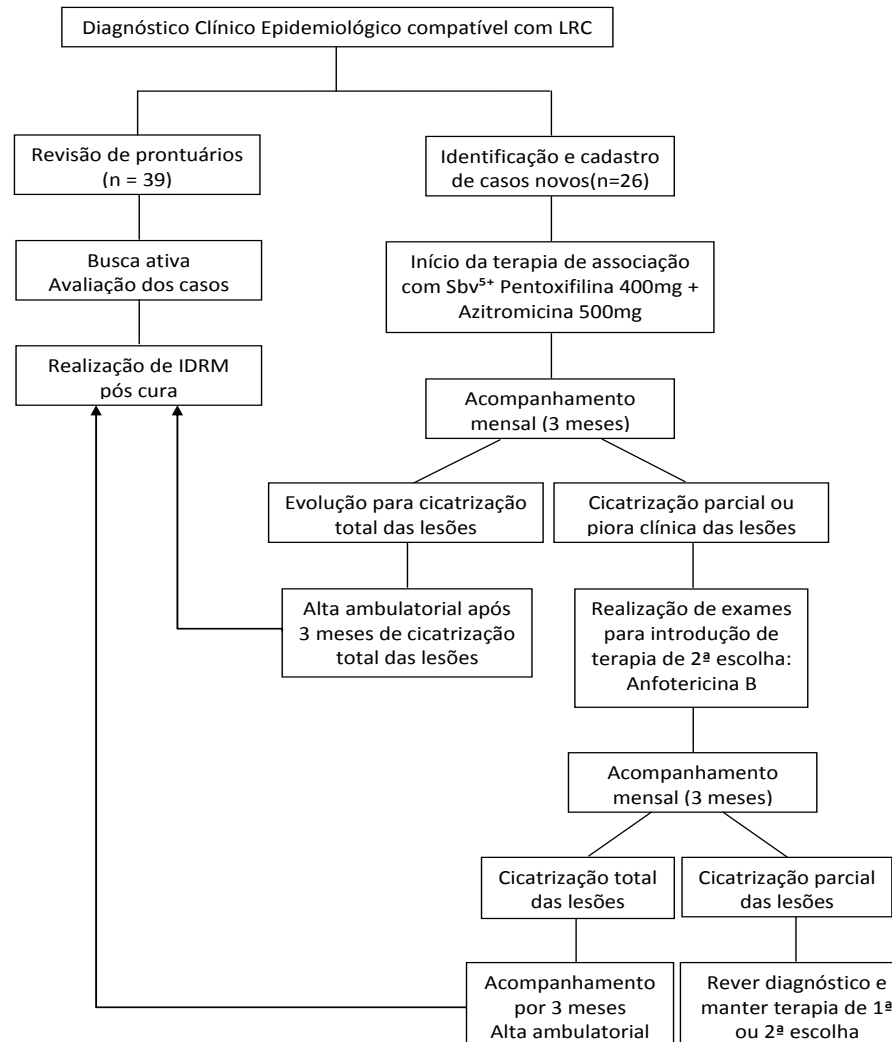 Diagnóstico Clínico Epidemiológico compatível com LRC
Revisão de prontuários
(n = 39)
Identificação e cadastro
de casos novos(n=26)
Busca ativa
Avaliação dos casos
Início da terapia de associação
com Sbv⁵⁺ Pentoxifilina 400mg +
Azitromicina 500mg
Realização de IDRM
pós cura
Acompanhamento
mensal (3 meses)
Evolução para cicatrização
total das lesões
Cicatrização parcial ou
piora clínica das lesões
Alta ambulatorial após
3 meses de cicatrização
total das lesões
Realização de exames
para introdução de
terapia de 2ª escolha:
Anfotericina B
Acompanhamento
mensal (3 meses)
Cicatrização total
das lesões
Cicatrização parcial
das lesões
Acompanhamento
por 3 meses
Alta ambulatorial
Rever diagnóstico e
manter terapia de 1ª
ou 2ª escolha